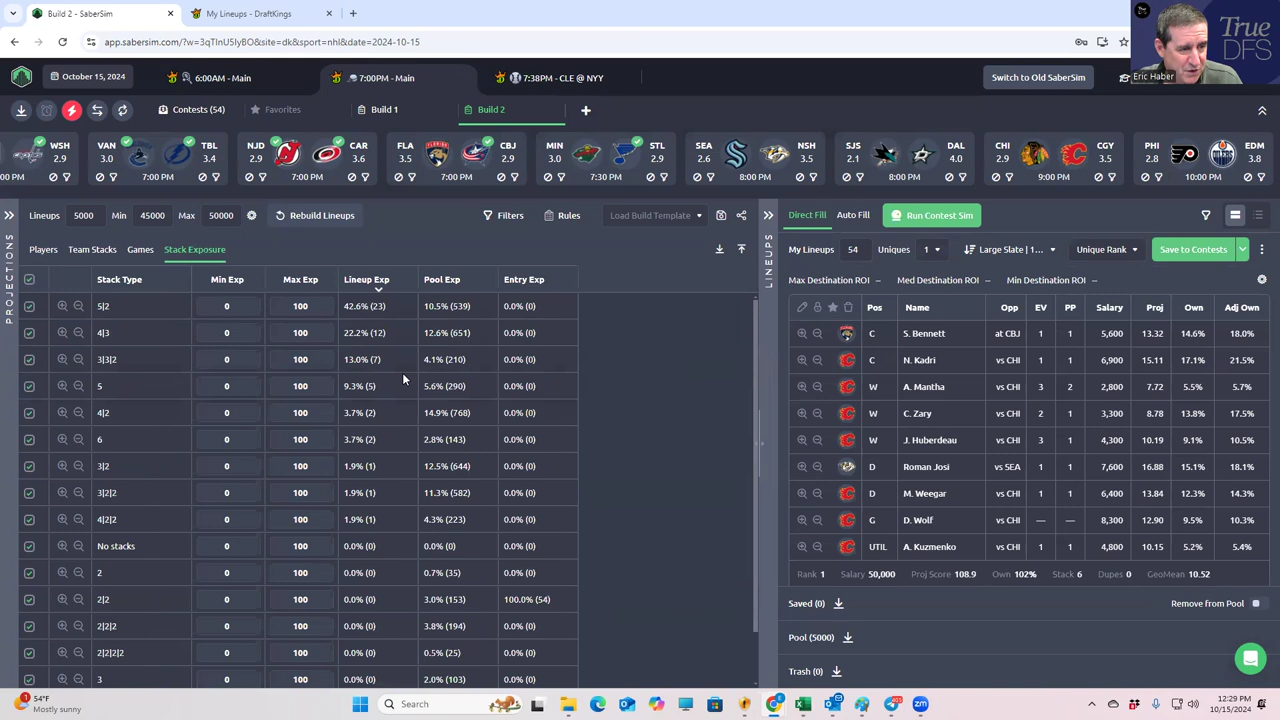 Build 2 - SaberSim
My Lineups - DraftKings
app.sabersim.com/?w=3qTlnU5lyBO&site=dk&sport=nhl&date=2024-10-15
True
DFS
Eric Haber
October 15, 2024
6:00AM - Main
7:00PM - Main
7:38PM - CLE @ NYY
Switch to Old SaberSim
Contests (54)
Favorites
Build 1
Build 2
WSH 2.9
:00 PM
VAN 3.0
TBL 3.4
7:00 PM
NJD 2.9
CAR 3.6
7:00 PM
FLA 3.5
CBJ 2.9
7:00 PM
MIN 3.0
STL 2.9
7:30 PM
SEA 2.6
NSH 3.5
8:00 PM
SJS 2.1
DAL 4.0
8:00 PM
CHI 2.9
CGY 3.5
9:00 PM
PHI 2.8
EDM 3.8
10:00 PM
Lineups 5000 Min 45000 Max 50000 Rebuild Lineups Filters Rules Load Build Template
Players Team Stacks Games Stack Exposure
PROJECTIONS
Stack Type Min Exp Max Exp Lineup Exp Pool Exp Entry Exp
5|2 0 100 42.6% (23) 10.5% (539) 0.0% (0)
4|3 0 100 22.2% (12) 12.6% (651) 0.0% (0)
3|3|2 0 100 13.0% (7) 4.1% (210) 0.0% (0)
5 0 100 9.3% (5) 5.6% (290) 0.0% (0)
4|2 0 100 3.7% (2) 14.9% (768) 0.0% (0)
6 0 100 3.7% (2) 2.8% (143) 0.0% (0)
3|2 0 100 1.9% (1) 12.5% (644) 0.0% (0)
3|2|2 0 100 1.9% (1) 11.3% (582) 0.0% (0)
4|2|2 0 100 1.9% (1) 4.3% (223) 0.0% (0)
No stacks 0 100 0.0% (0) 0.0% (0) 0.0% (0)
2 0 100 0.0% (0) 0.7% (35) 0.0% (0)
2|2 0 100 0.0% (0) 3.0% (153) 100.0% (54)
2|2|2 0 100 0.0% (0) 3.8% (194) 0.0% (0)
2|2|2|2 0 100 0.0% (0) 0.5% (25) 0.0% (0)
3 0 100 0.0% (0) 2.0% (103) 0.0% (0)
LINEUPS
Direct Fill Auto Fill Run Contest Sim
My Lineups 54 Uniques 1 Large Slate | 1... Unique Rank Save to Contests
Max Destination ROI – Med Destination ROI – Min Destination ROI –
Pos Name Opp EV PP Salary Proj Own Adj Own
C S. Bennett at CBJ 1 1 5,600 13.32 14.6% 18.0%
C N. Kadri vs CHI 1 1 6,900 15.11 17.1% 21.5%
W A. Mantha vs CHI 3 2 2,800 7.72 5.5% 5.7%
W C. Zary vs CHI 2 1 3,300 8.78 13.8% 17.5%
W J. Huberdeau vs CHI 3 1 4,300 10.19 9.1% 10.5%
D Roman Josi vs SEA 1 1 7,600 16.88 15.1% 18.1%
D M. Weegar vs CHI 1 1 6,400 13.84 12.3% 14.3%
G D. Wolf vs CHI — — 8,300 12.90 9.5% 10.3%
UTIL A. Kuzmenko vs CHI 1 1 4,800 10.15 5.2% 5.4%
Rank 1 Salary 50,000 Proj Score 108.9 Own 102% Stack 6 Dupes 0 GeoMean 10.52
Saved (0) Remove from Pool
Pool (5000)
Trash (0)
54°F
Mostly sunny
Search
12:29 PM
10/15/2024